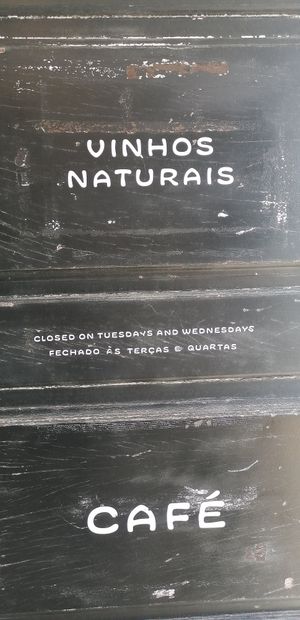 VINHOS
NATURAIS
CLOSED ON TUESDAYS AND WEDNESDAYS
FECHADO ÀS TERÇAS E QUARTAS
CAFÉ